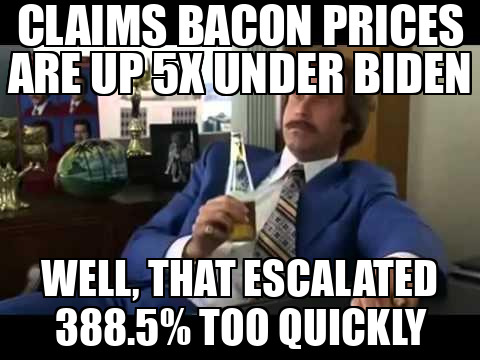 CLAIMS BACON PRICES
ARE UP 5X UNDER BIDEN
WELL, THAT ESCALATED
388.5% TOO QUICKLY